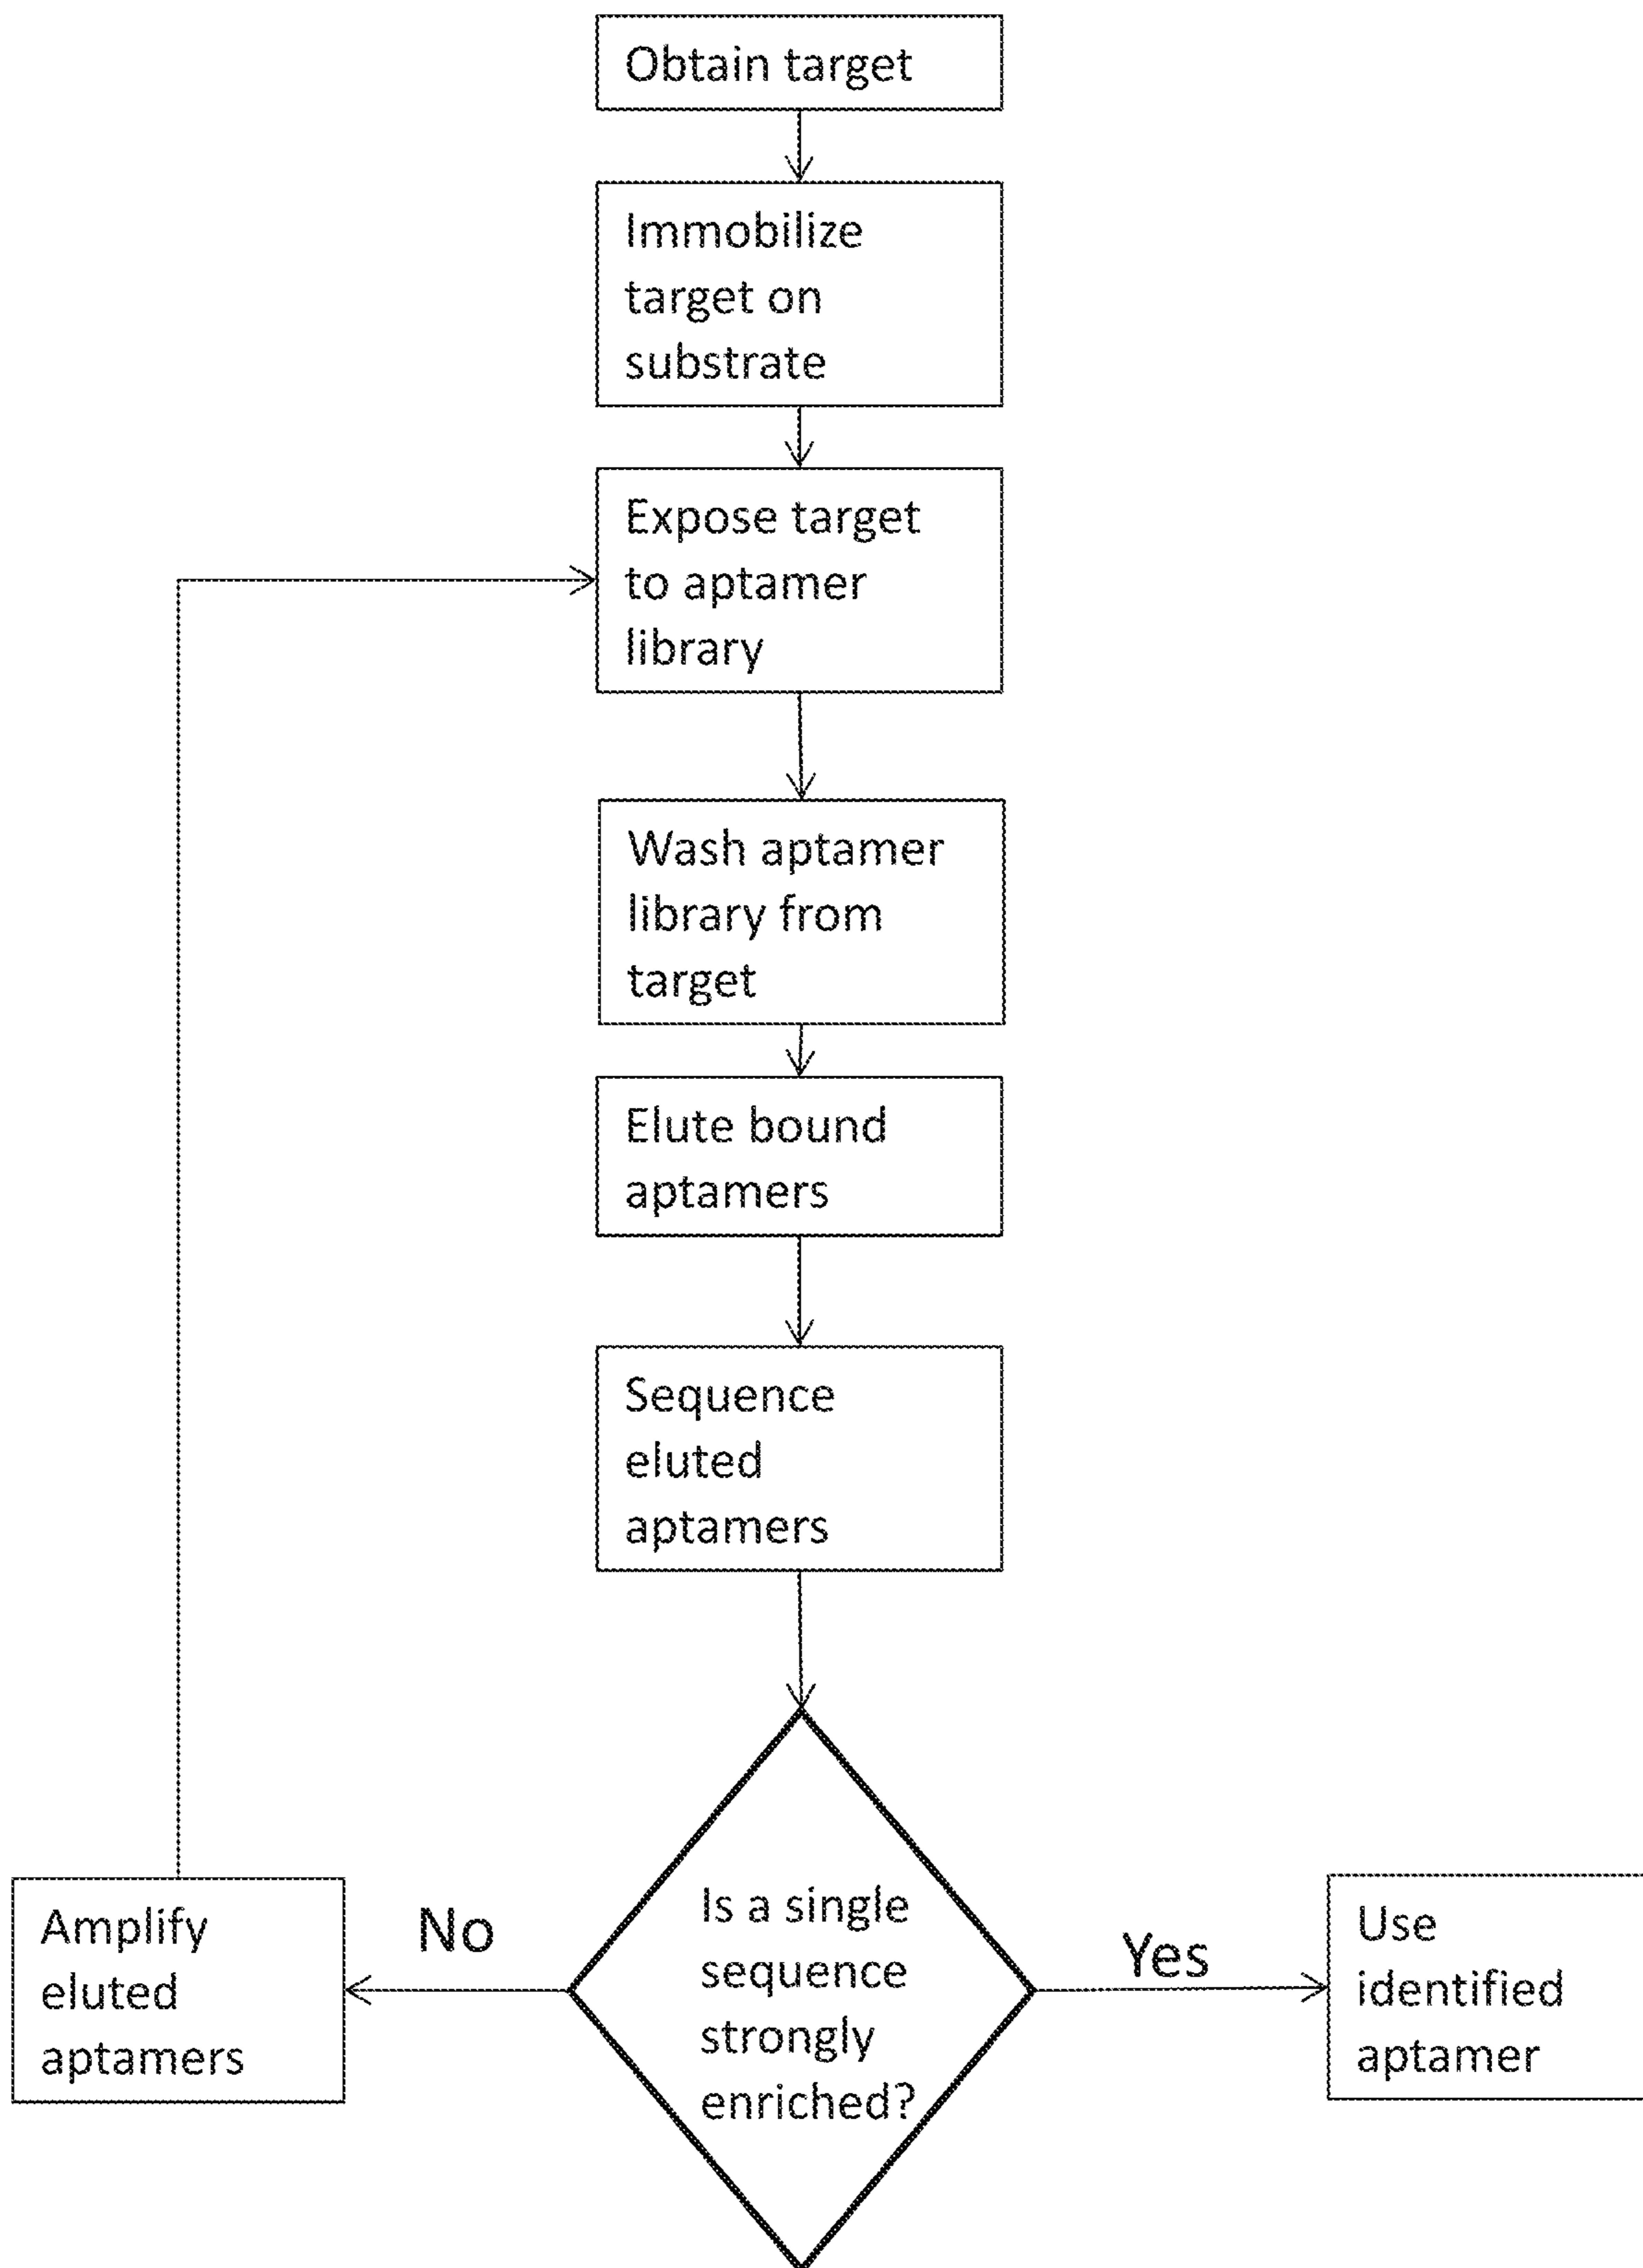 Obtain target
Immobilize
target on
substrate
Expose target
to aptamer
library
Wash aptamer
library from
target
Elute bound
aptamers
Sequence
eluted
aptamers
Is a single
sequence
strongly
enriched?
No
Amplify
eluted
aptamers
Yes
Use
identified
aptamer